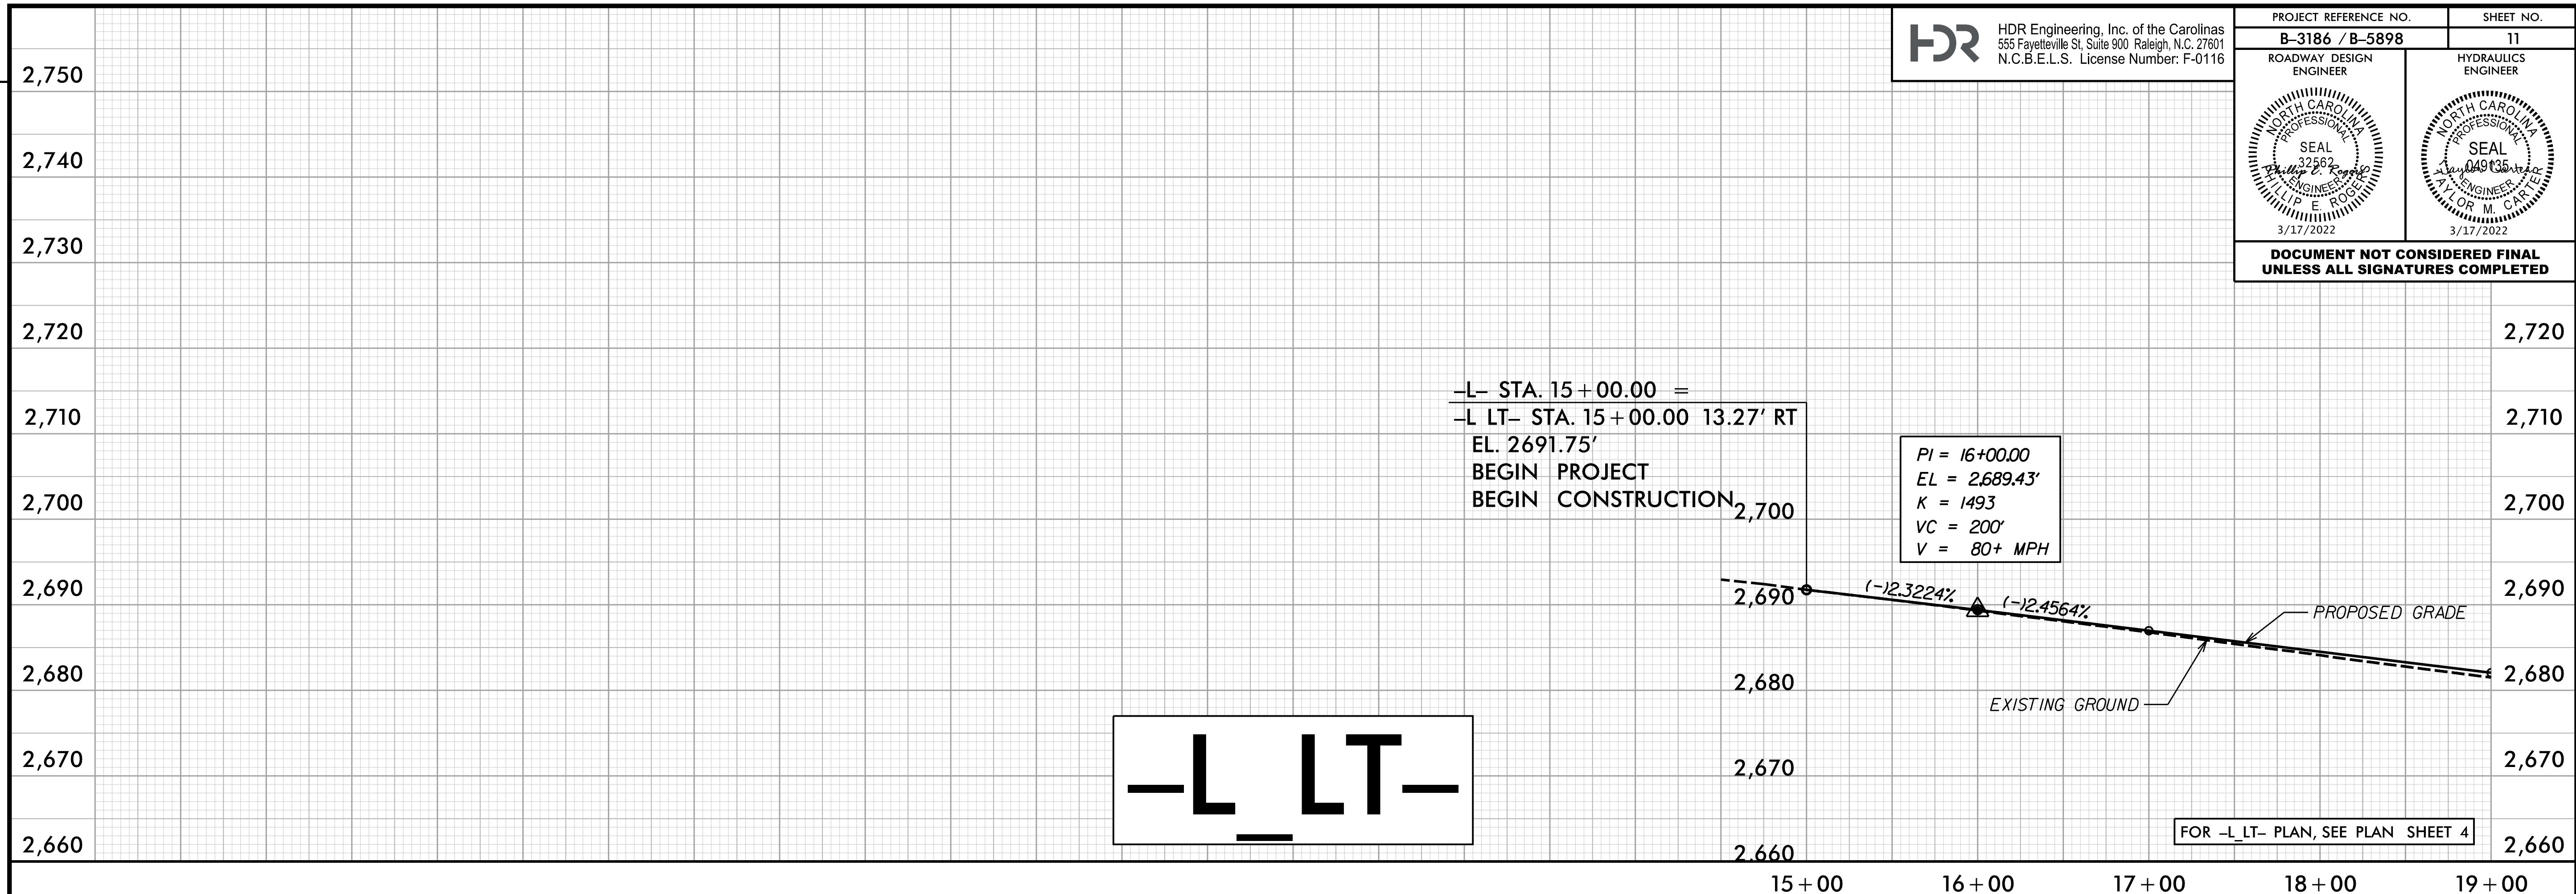 HDR
HDR Engineering, Inc. of the Carolinas
555 Fayetteville St, Suite 900 Raleigh, N.C. 27601
N.C.B.E.L.S. License Number: F-0116
PROJECT REFERENCE NO.
SHEET NO.
B–3186 / B–5898
11
ROADWAY DESIGN
ENGINEER
HYDRAULICS
ENGINEER
NORTH CAROLINA
PROFESSIONAL
SEAL
32562
Phillip E. Rogers
ENGINEER
PHILLIP E. ROGERS
3/17/2022
NORTH CAROLINA
PROFESSIONAL
SEAL
049135
Taylor Carter
ENGINEER
TAYLOR M. CARTER
3/17/2022
DOCUMENT NOT CONSIDERED FINAL
UNLESS ALL SIGNATURES COMPLETED
2,750
2,740
2,730
2,720
2,710
2,700
2,690
2,680
2,670
2,660
–L– STA. 15+00.00 =
–L LT– STA. 15+00.00 13.27' RT
EL. 2691.75'
BEGIN PROJECT
BEGIN CONSTRUCTION
2,700
2,690
2,680
2,670
2,660
PI = 16+00.00
EL = 2,689.43'
K = 1493
VC = 200'
V = 80+ MPH
(-)2.3224%
(-)2.4564%
PROPOSED GRADE
EXISTING GROUND
2,720
2,710
2,700
2,690
2,680
2,670
2,660
–L_LT–
FOR –L_LT– PLAN, SEE PLAN SHEET 4
15+00
16+00
17+00
18+00
19+00